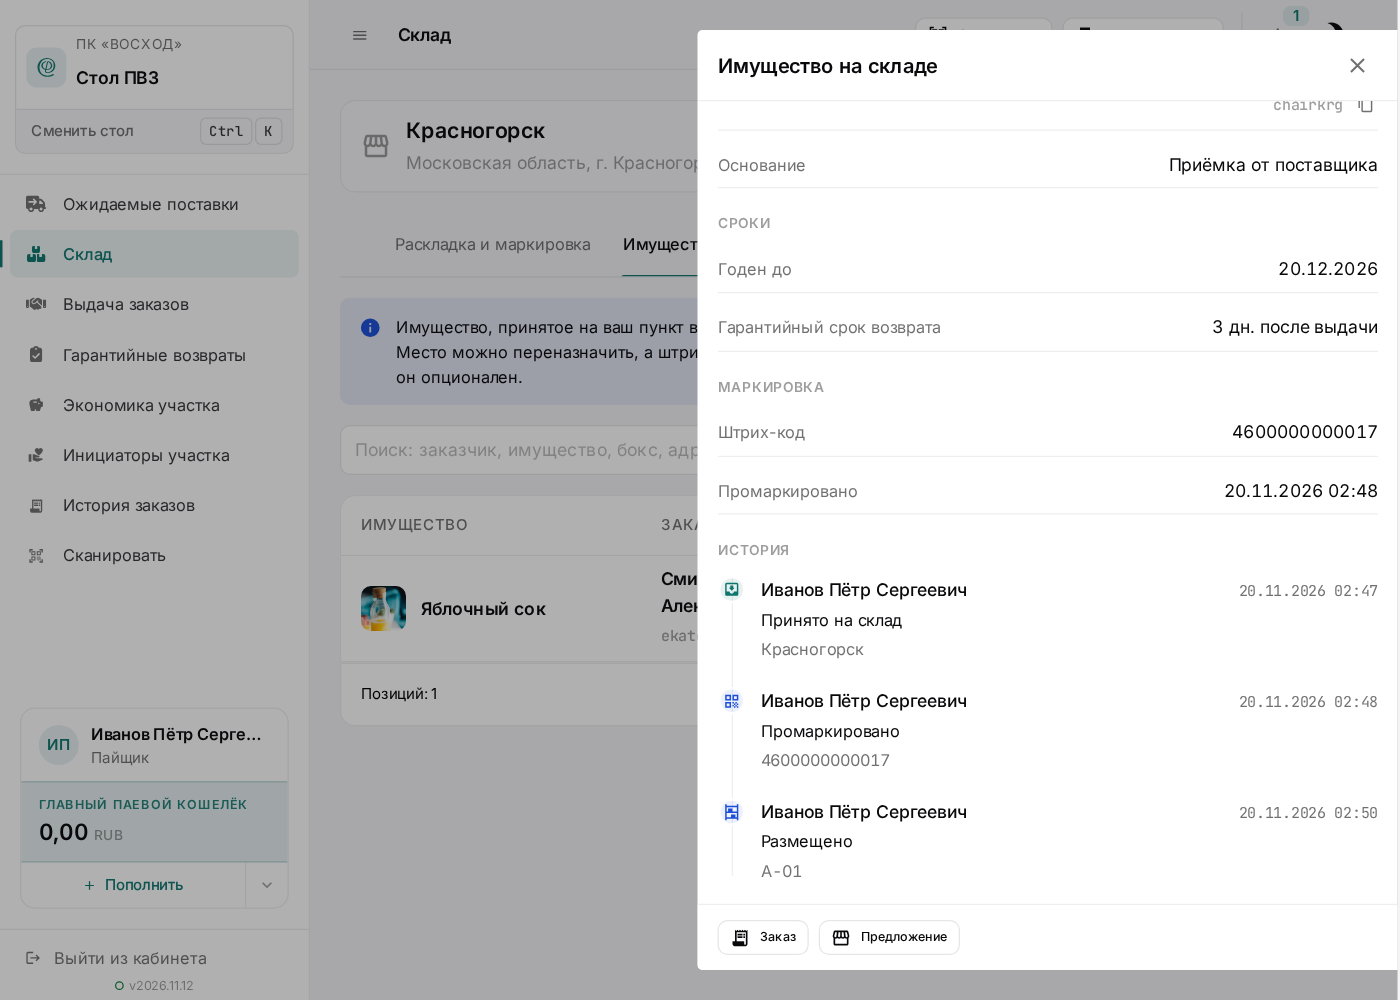 ПК «ВОСХОД»
Стол ПВЗ
Сменить стол
Ctrl K
Ожидаемые поставки
Склад
Выдача заказов
Гарантийные возвраты
Экономика участка
Инициаторы участка
История заказов
Сканировать
ИП
Иванов Пётр Серге...
Пайщик
ГЛАВНЫЙ ПАЕВОЙ КОШЕЛЁК
0,00 RUB
+ Пополнить
Выйти из кабинета
v2026.11.12
Склад
1
Красногорск
Московская область, г. Красногор
Раскладка и маркировка
Имущест
Имущество, принятое на ваш пункт в
Место можно переназначить, а штри
он опционален.
Поиск: заказчик, имущество, бокс, адр
ИМУЩЕСТВО
ЗАКА
Яблочный сок
Сми
Алек
ekat
Позиций: 1
Имущество на складе
chairkrg
Основание
Приёмка от поставщика
СРОКИ
Годен до
20.12.2026
Гарантийный срок возврата
3 дн. после выдачи
МАРКИРОВКА
Штрих-код
4600000000017
Промаркировано
20.11.2026 02:48
ИСТОРИЯ
Иванов Пётр Сергеевич
20.11.2026 02:47
Принято на склад
Красногорск
Иванов Пётр Сергеевич
20.11.2026 02:48
Промаркировано
4600000000017
Иванов Пётр Сергеевич
20.11.2026 02:50
Размещено
А-01
Заказ
Предложение